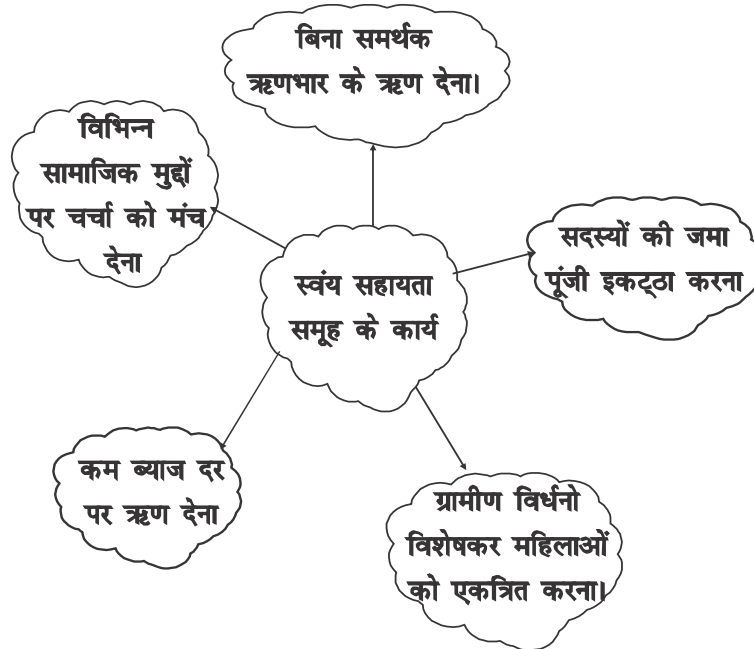 बिना समर्थक
ऋणभार के ऋण देना।
विभिन्न
सामाजिक मुद्दों
पर चर्चा को मंच
देना
सदस्यों की जमा
पूंजी इकट्ठा करना
स्वंय सहायता
समूह के कार्य
कम ब्याज दर
पर ऋण देना
ग्रामीण विर्धनो
विशेषकर महिलाओं
को एकत्रित करना।